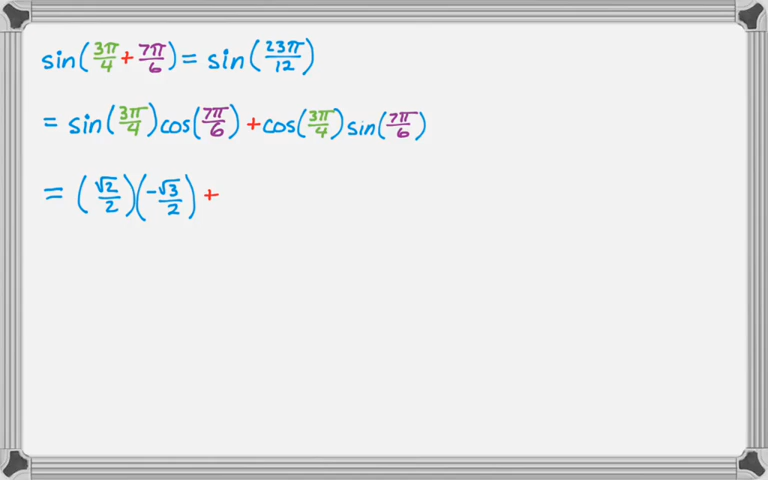 sin(3π/4 + 7π/6) = sin(23π/12)
= sin(3π/4)cos(7π/6) + cos(3π/4)sin(7π/6)
= (√2/2)(-√3/2) +